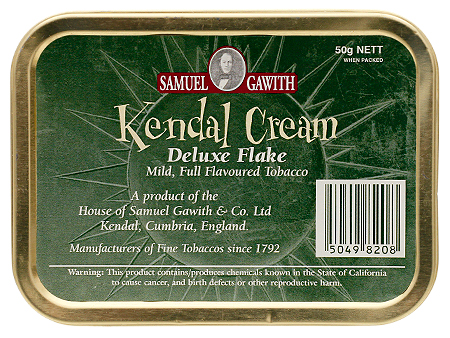 50g NETT
WHEN PACKED
SAMUEL GAWITH
Kendal Cream
Deluxe Flake
Mild, Full Flavoured Tobacco
A product of the
House of Samuel Gawith & Co. Ltd
Kendal, Cumbria, England.
Manufacturers of Fine Tobaccos since 1792
5049 8208
Warning: This product contains/produces chemicals known in the State of California
to cause cancer, and birth defects or other reproductive harm.